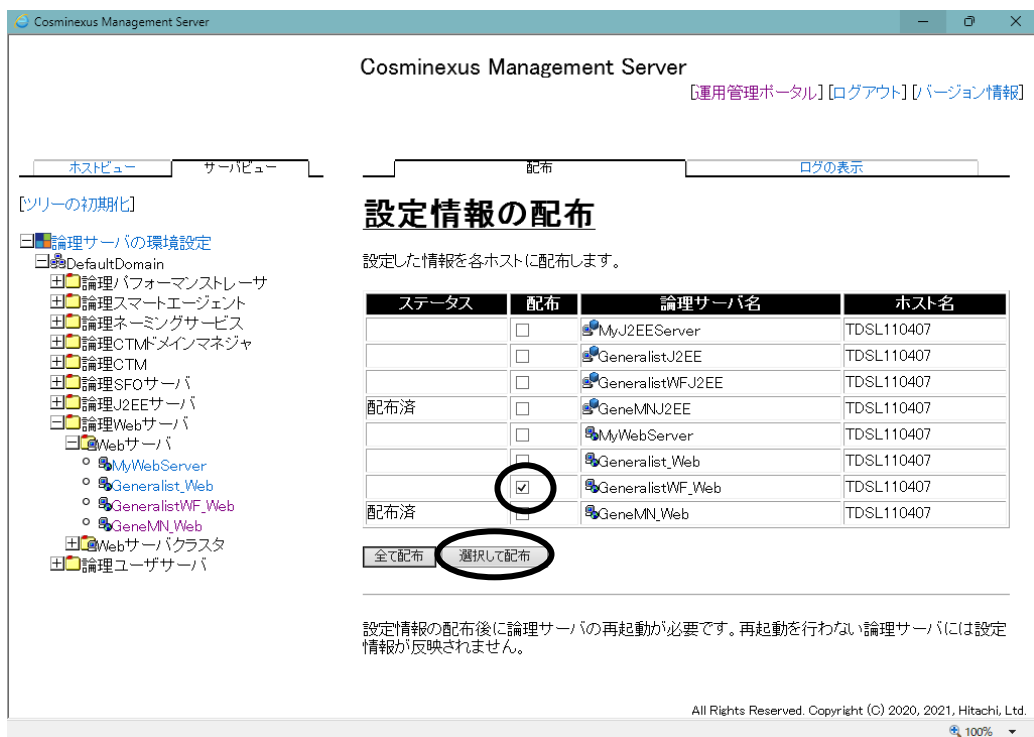 Cosminexus Management Server
Cosminexus Management Server
[運用管理ポータル] [ログアウト] [バージョン情報]
ホストビュー サーバビュー
配布 ログの表示
[ツリーの初期化]
論理サーバの環境設定
DefaultDomain
論理パフォーマンストレーサ
論理スマートエージェント
論理ネーミングサービス
論理CTMドメインマネジャ
論理CTM
論理SFOサーバ
論理J2EEサーバ
論理Webサーバ
Webサーバ
MyWebServer
Generalist_Web
GeneralistWF_Web
GeneMN_Web
Webサーバクラスタ
論理ユーザサーバ
設定情報の配布
設定した情報を各ホストに配布します。
ステータス 配布 論理サーバ名 ホスト名
MyJ2EEServer TDSL110407
GeneralistJ2EE TDSL110407
GeneralistWFJ2EE TDSL110407
配布済 GeneMNJ2EE TDSL110407
MyWebServer TDSL110407
Generalist_Web TDSL110407
GeneralistWF_Web TDSL110407
配布済 GeneMN_Web TDSL110407
全て配布 選択して配布
設定情報の配布後に論理サーバの再起動が必要です。再起動を行わない論理サーバには設定
情報が反映されません。
All Rights Reserved. Copyright (C) 2020, 2021, Hitachi, Ltd.
100%